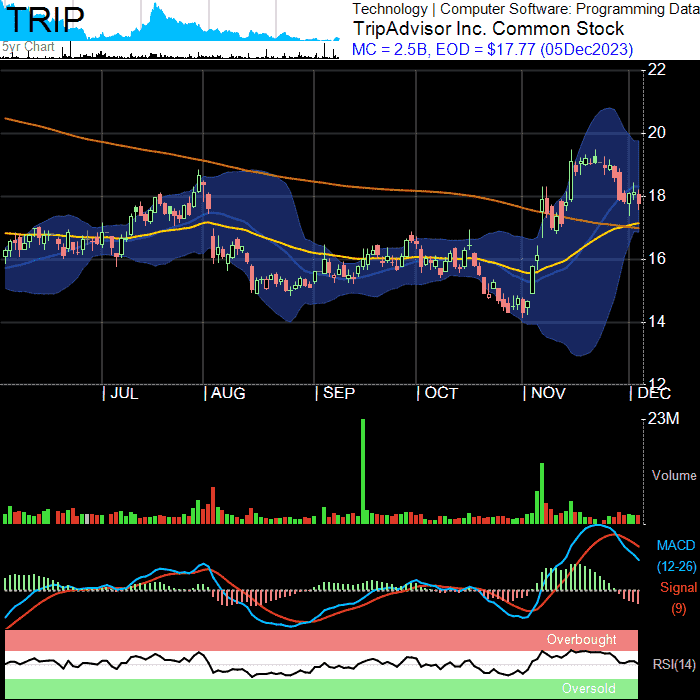 TRIP
5yr Chart
Technology | Computer Software: Programming Data
TripAdvisor Inc. Common Stock
MC = 2.5B, EOD = $17.77 (05Dec2023)
22
20
18
16
14
12
JUL
AUG
SEP
OCT
NOV
DEC
23M
Volume
MACD
(12-26)
Signal
(9)
Overbought
RSI(14)
Oversold